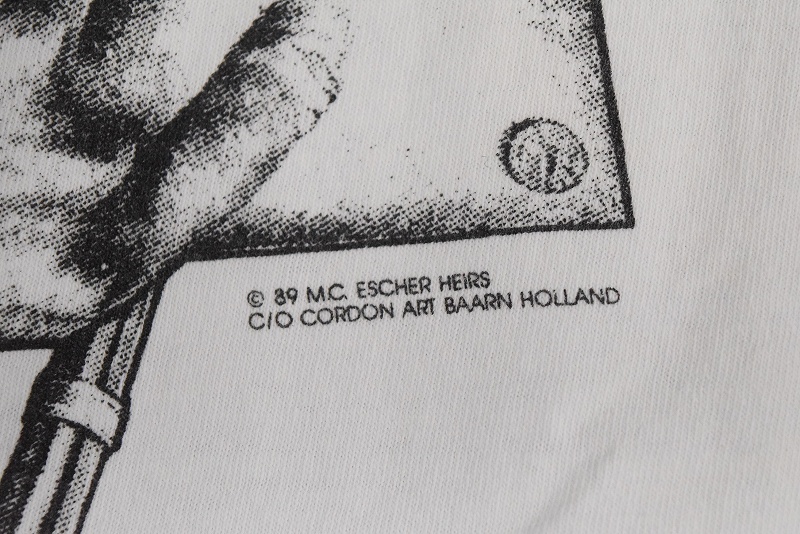 © 89 M.C. ESCHER HEIRS
C/O CORDON ART BAARN HOLLAND